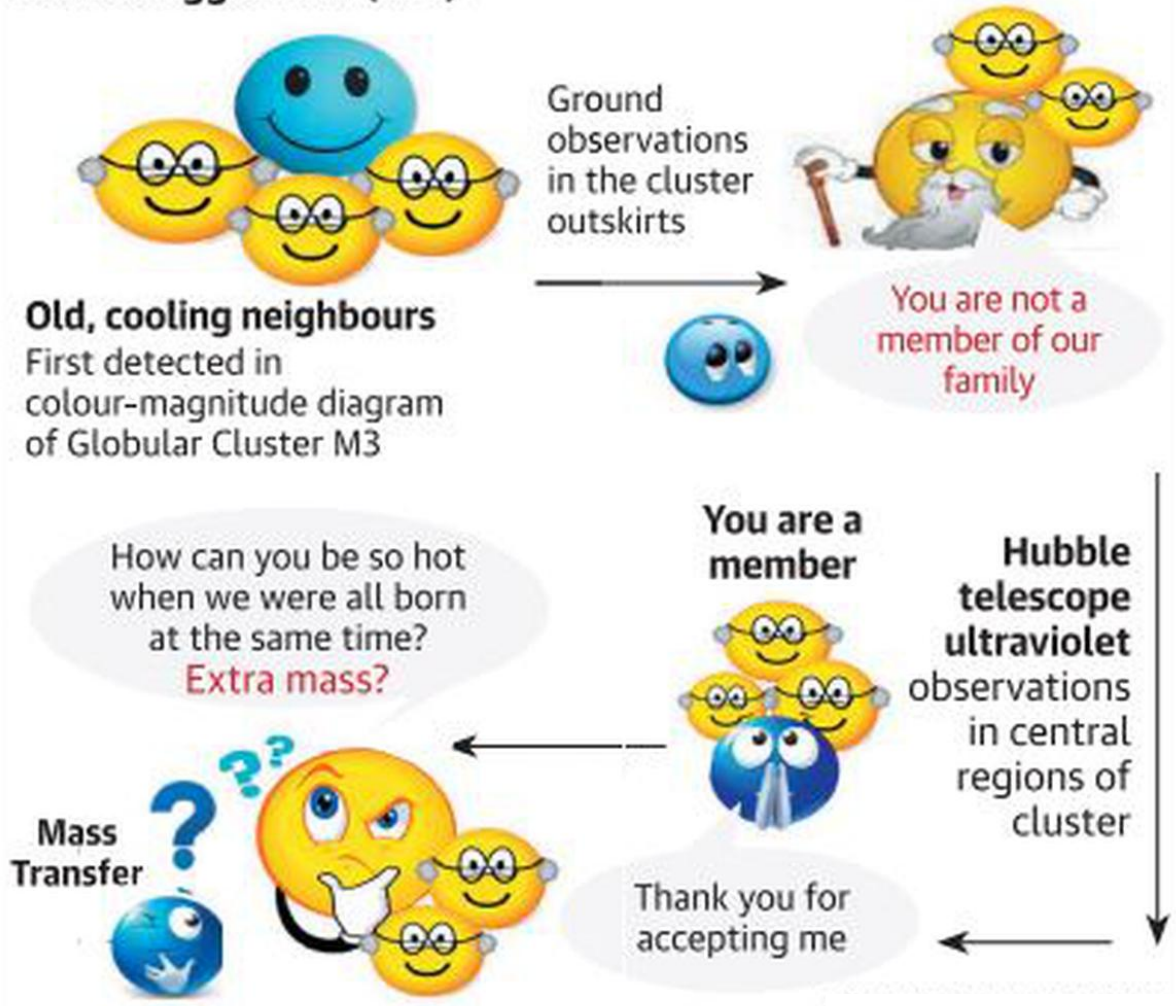 Old, cooling neighbours
First detected in
colour-magnitude diagram
of Globular Cluster M3
Ground
observations
in the cluster
outskirts
You are not a
member of our
family
Hubble
telescope
ultraviolet
observations
in central
regions of
cluster
You are a
member
Thank you for
accepting me
How can you be so hot
when we were all born
at the same time?
Extra mass?
? ? ?
Mass
Transfer